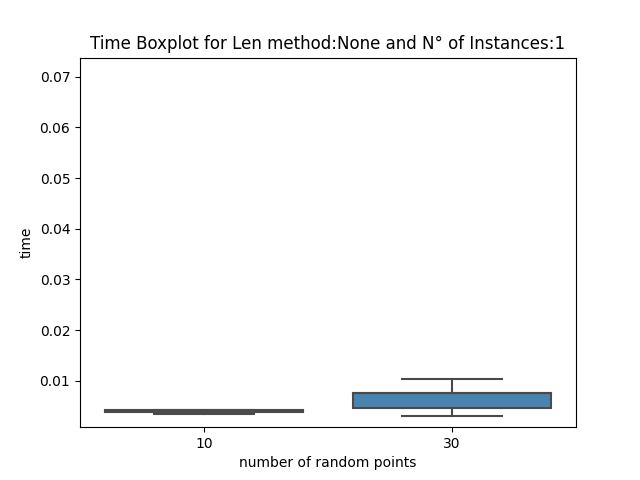 Time Boxplot for Len method:None and N° of Instances:1
0.07
0.06
0.05
0.04
0.03
0.02
0.01
time
10 30
number of random points